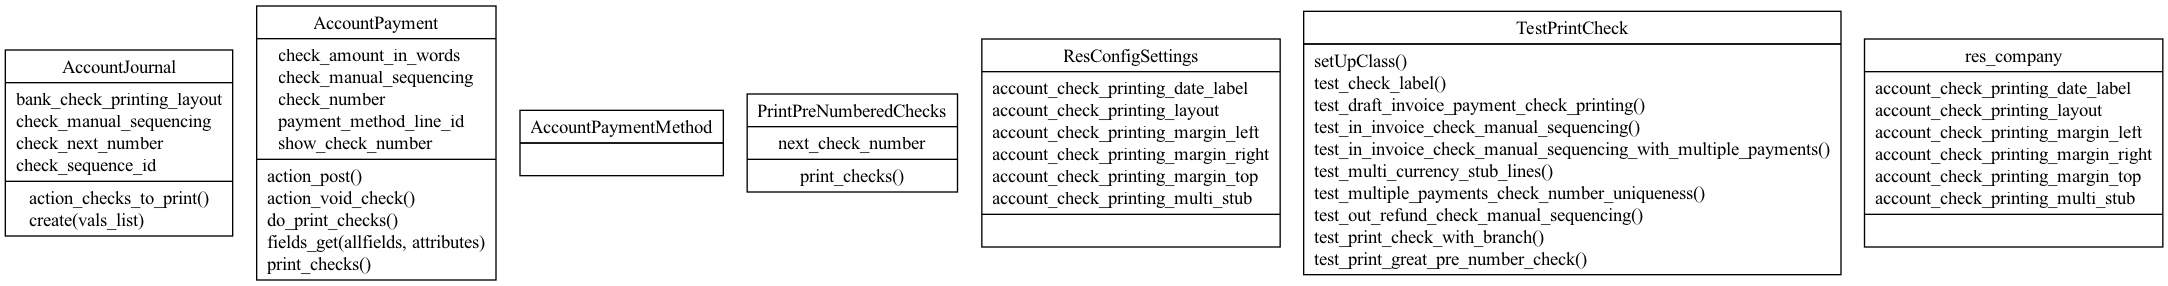 AccountJournal
bank_check_printing_layout
check_manual_sequencing
check_next_number
check_sequence_id
action_checks_to_print()
create(vals_list)
AccountPayment
check_amount_in_words
check_manual_sequencing
check_number
payment_method_line_id
show_check_number
action_post()
action_void_check()
do_print_checks()
fields_get(allfields, attributes)
print_checks()
AccountPaymentMethod
PrintPreNumberedChecks
next_check_number
print_checks()
ResConfigSettings
account_check_printing_date_label
account_check_printing_layout
account_check_printing_margin_left
account_check_printing_margin_right
account_check_printing_margin_top
account_check_printing_multi_stub
TestPrintCheck
setUpClass()
test_check_label()
test_draft_invoice_payment_check_printing()
test_in_invoice_check_manual_sequencing()
test_in_invoice_check_manual_sequencing_with_multiple_payments()
test_multi_currency_stub_lines()
test_multiple_payments_check_number_uniqueness()
test_out_refund_check_manual_sequencing()
test_print_check_with_branch()
test_print_great_pre_number_check()
res_company
account_check_printing_date_label
account_check_printing_layout
account_check_printing_margin_left
account_check_printing_margin_right
account_check_printing_margin_top
account_check_printing_multi_stub